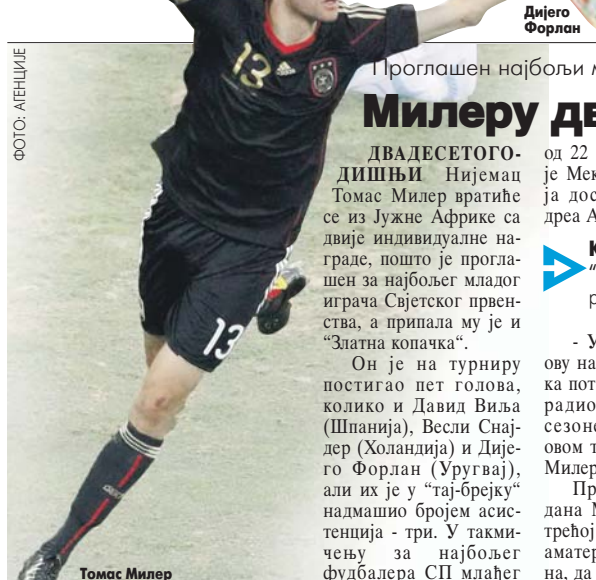 Дијего
Форлан
ФОТО: АГЕНЦИЈЕ
13
adidas
13
Проглашен најбољи
Милеру
ДВАДЕСЕТОГО-
ДИШЊИ Нијемац
Томас Милер вратиће
се из Јужне Африке са
двије индивидуалне на-
граде, пошто је прогла-
шен за најбољег младог
играча Свјетског првен-
ства, а припала му је и
“Златна копачка“.
Он је на турниру
постигао пет голова,
колико и Давид Виља
(Шпанија), Весли Снај-
дер (Холандија) и Дије-
го Форлан (Уругвај),
али их је у “тај-брејку“
надмашио бројем асис-
тенција - три. У такми-
чењу за најбољег
фудбалера СП млађег
од 22
је Мек
ја дос
дреа А
- У
ову на
ка пот
радио
сезоне
овом т
Милер
Пр
дана М
трећој
аматер
на, да
Томас Милер